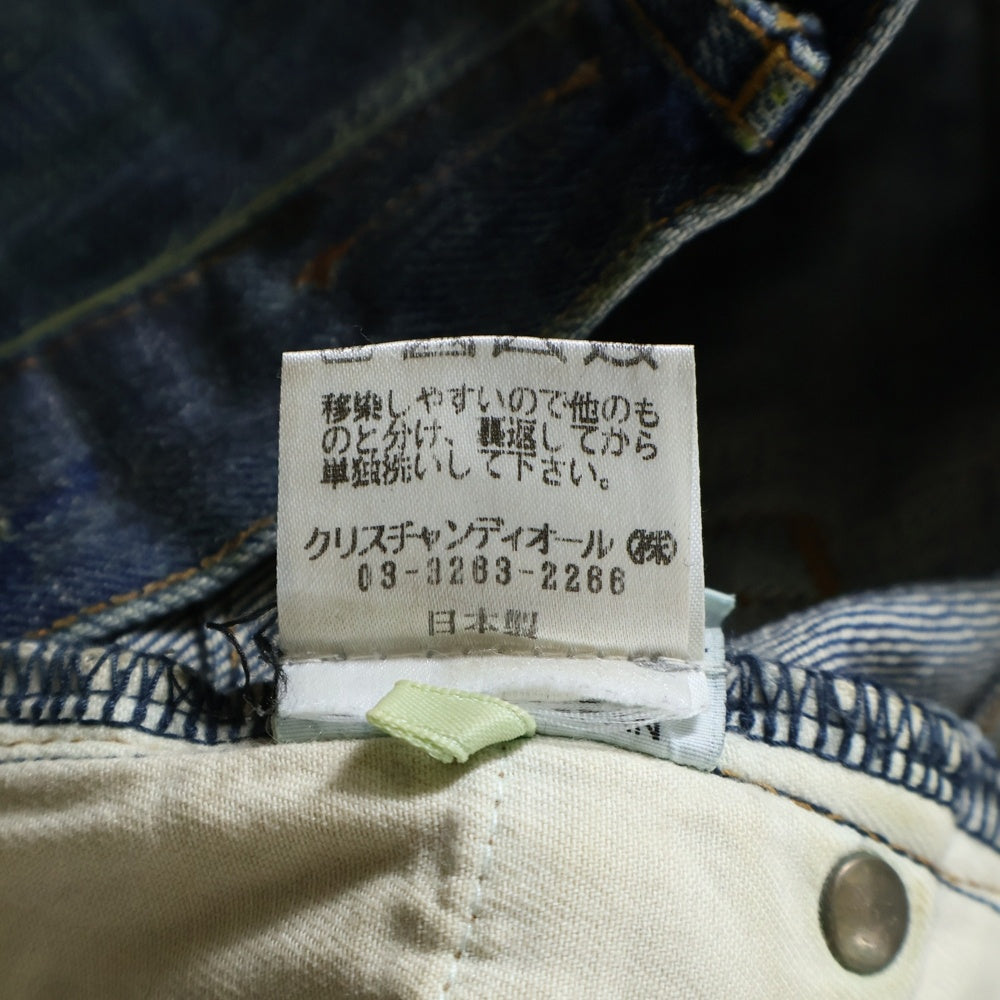 移染しやすいので他のも
のと分け、裏返してから
単独洗いして下さい。
クリスチャンディオール(株)
03-3263-2266
日本製